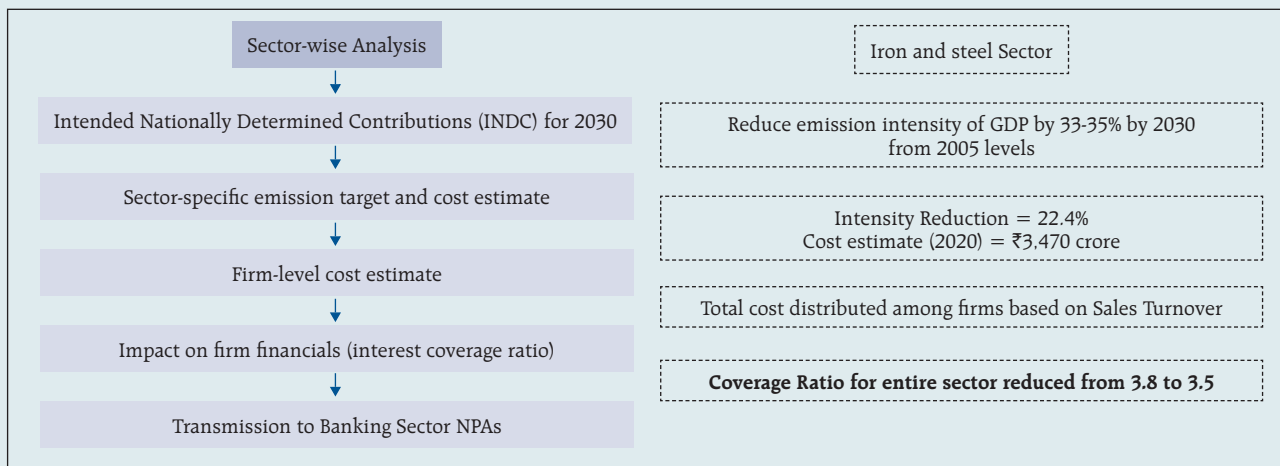 Sector-wise Analysis
Intended Nationally Determined Contributions (INDC) for 2030
Sector-specific emission target and cost estimate
Firm-level cost estimate
Impact on firm financials (interest coverage ratio)
Transmission to Banking Sector NPAs
Iron and steel Sector
Reduce emission intensity of GDP by 33-35% by 2030
from 2005 levels
Intensity Reduction = 22.4%
Cost estimate (2020) = ₹3,470 crore
Total cost distributed among firms based on Sales Turnover
Coverage Ratio for entire sector reduced from 3.8 to 3.5